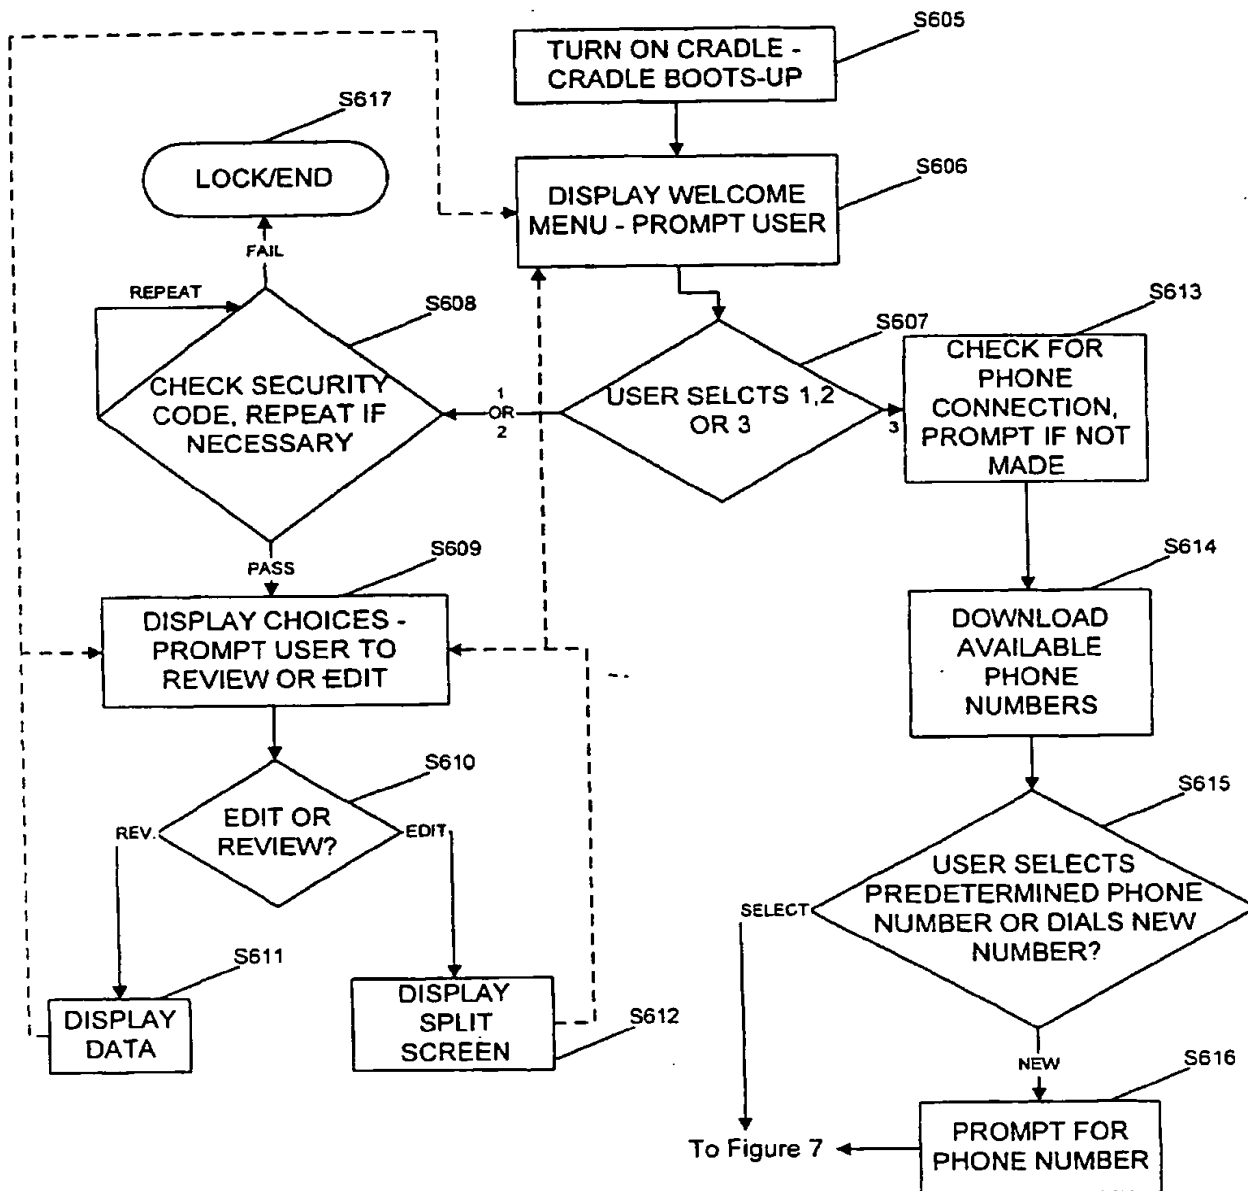 S605
TURN ON CRADLE -
CRADLE BOOTS-UP
S617
LOCK/END
S606
DISPLAY WELCOME
MENU - PROMPT USER
FAIL
REPEAT
S608
CHECK SECURITY
CODE, REPEAT IF
NECESSARY
1
OR
2
S607
USER SELCTS 1,2
OR 3
3
S613
CHECK FOR
PHONE
CONNECTION,
PROMPT IF NOT
MADE
PASS
S609
DISPLAY CHOICES -
PROMPT USER TO
REVIEW OR EDIT
S614
DOWNLOAD
AVAILABLE
PHONE
NUMBERS
S610
EDIT OR
REVIEW?
REV.
EDIT
S615
USER SELECTS
PREDETERMINED PHONE
NUMBER OR DIALS NEW
NUMBER?
SELECT
S611
DISPLAY
DATA
DISPLAY
SPLIT
SCREEN
S612
NEW
S616
PROMPT FOR
PHONE NUMBER
To Figure 7